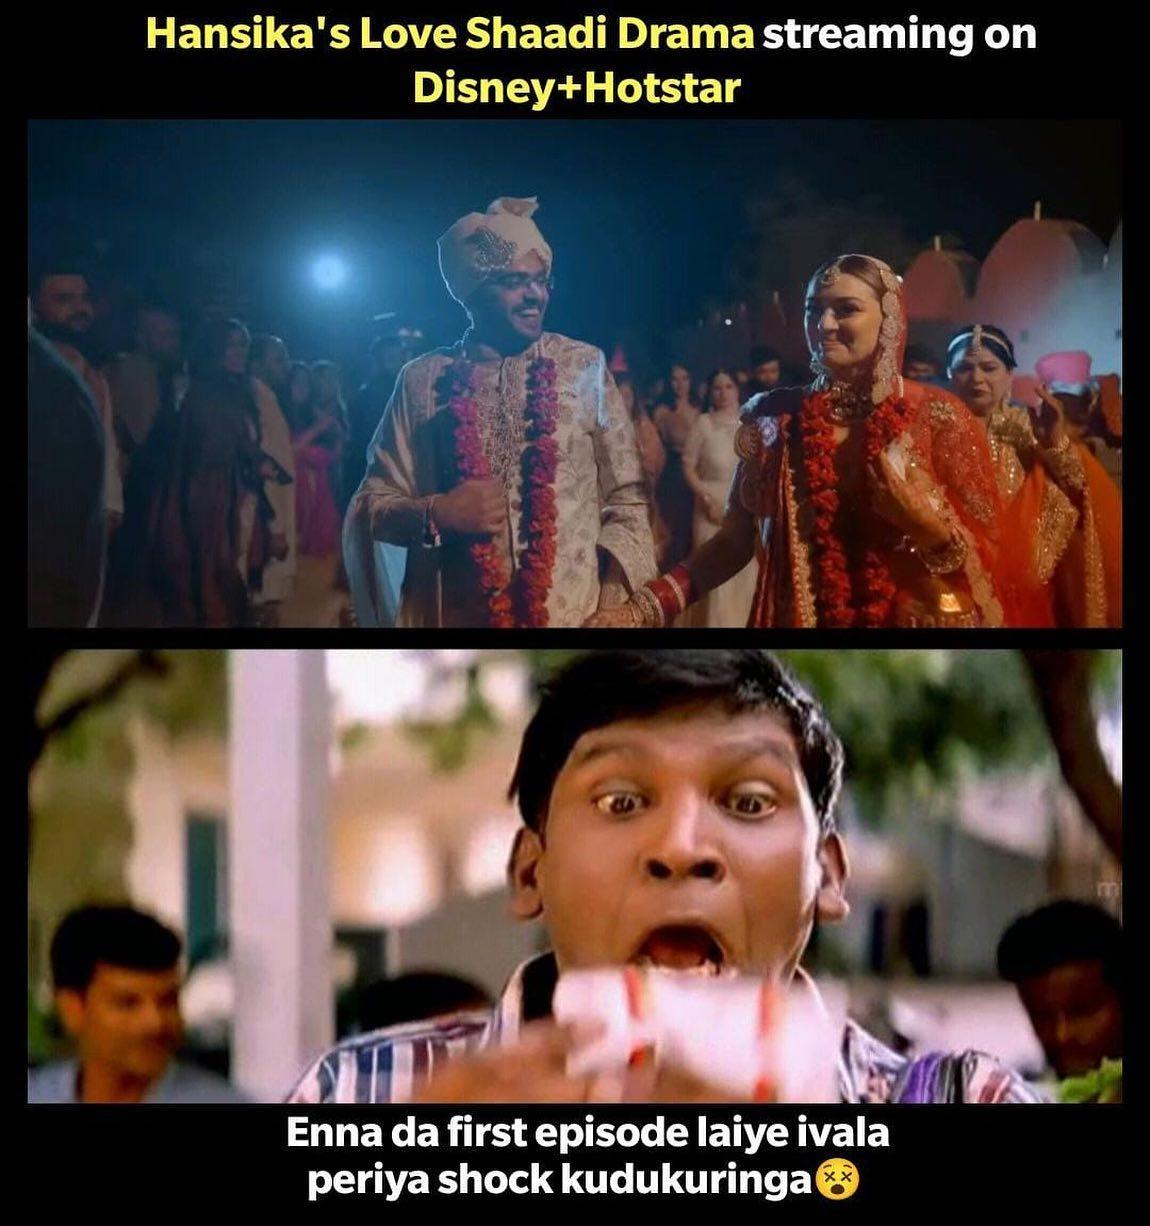 Hansika's Love Shaadi Drama streaming on
Disney+Hotstar
m
Enna da first episode laiye ivala
periya shock kudukuringa😵